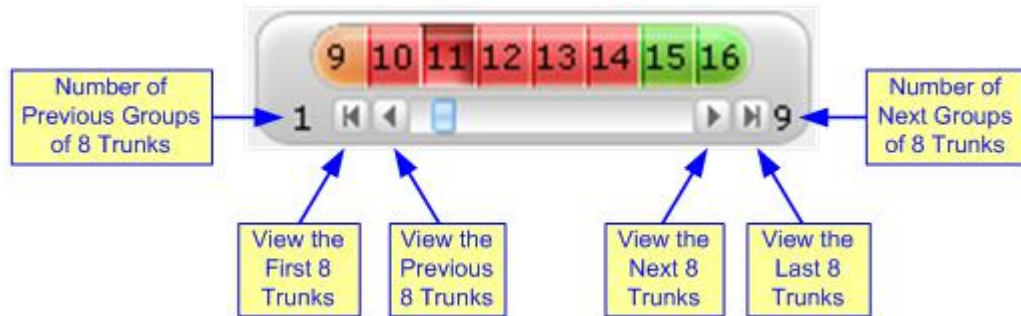 9 10 11 12 13 14 15 16
Number of
Previous Groups
of 8 Trunks
1
9
Number of
Next Groups
of 8 Trunks
View the
First 8
Trunks
View the
Previous
8 Trunks
View the
Next 8
Trunks
View the
Last 8
Trunks